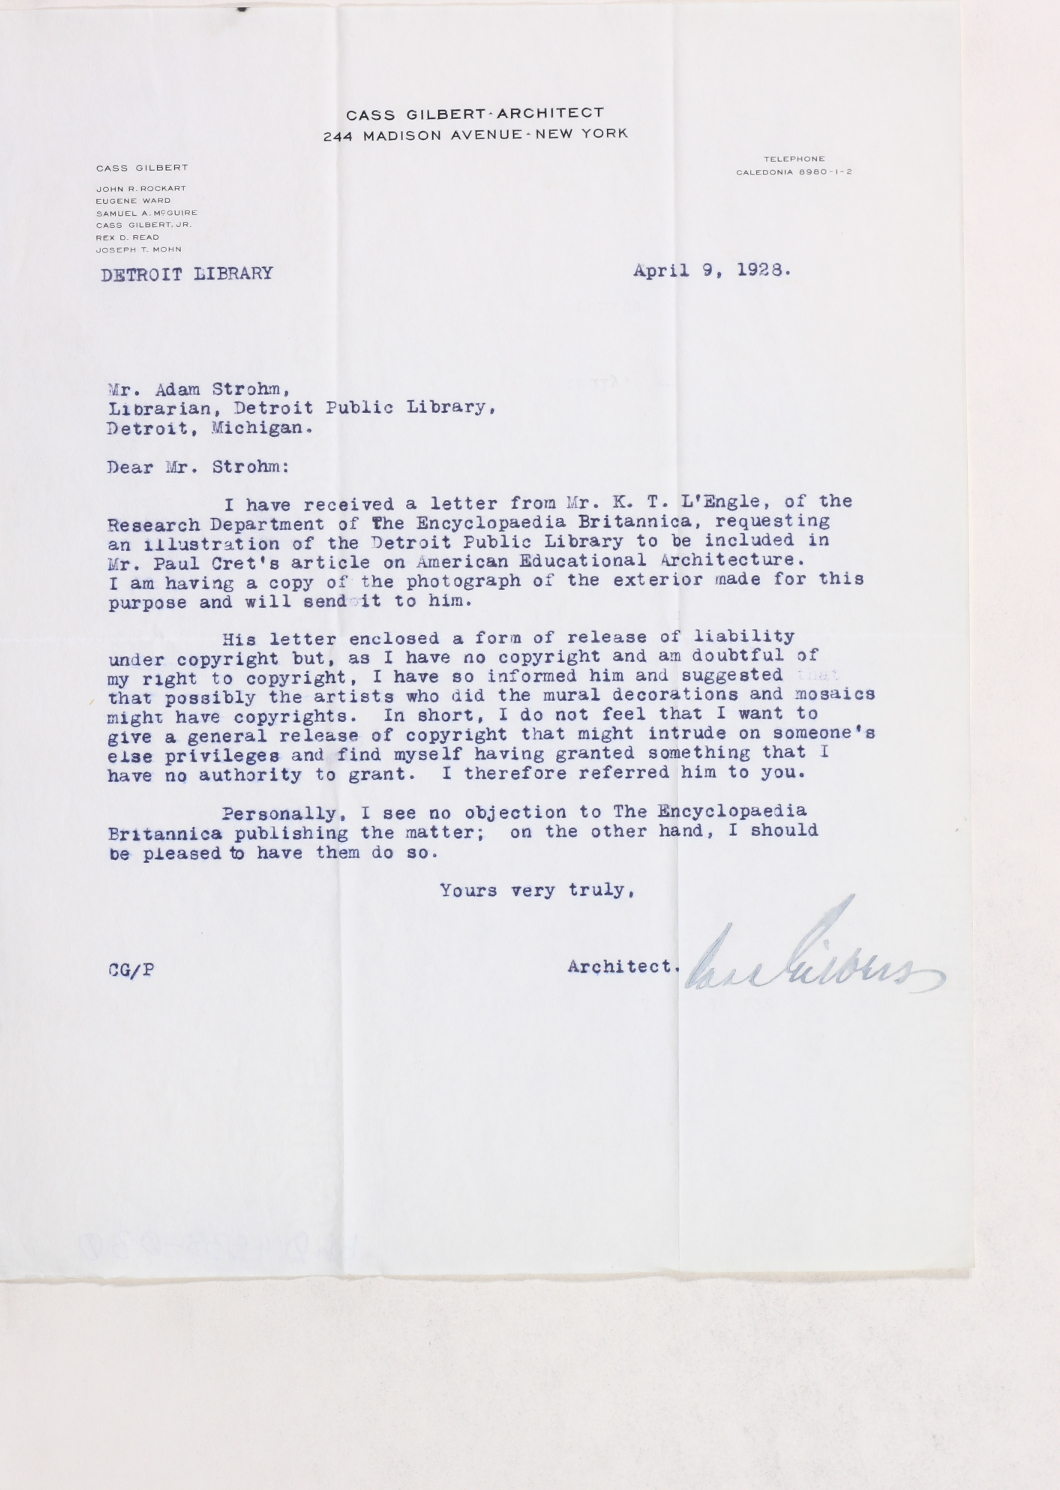 CASS GILBERT-ARCHITECT
244 MADISON AVENUE-NEW YORK
TELEPHONE
CALEDONIA 8980-1-2
CASS GILBERT
JOHN R. ROCKART
EUGENE WARD
SAMUEL A. McGUIRE
CASS GILBERT, JR.
REX D. READ
JOSEPH T. MOHN
DETROIT LIBRARY
April 9, 1928.
Mr. Adam Strohm,
Librarian, Detroit Public Library,
Detroit, Michigan.
Dear Mr. Strohm:
I have received a letter from Mr. K. T. L'Engle, of the
Research Department of The Encyclopaedia Britannica, requesting
an illustration of the Detroit Public Library to be included in
Mr. Paul Cret's article on American Educational Architecture.
I am having a copy of the photograph of the exterior made for this
purpose and will send it to him.
His letter enclosed a form of release of liability
under copyright but, as I have no copyright and am doubtful of
my right to copyright, I have so informed him and suggested
that possibly the artists who did the mural decorations and mosaics
might have copyrights. In short, I do not feel that I want to
give a general release of copyright that might intrude on someone's
else privileges and find myself having granted something that I
have no authority to grant. I therefore referred him to you.
Personally, I see no objection to The Encyclopaedia
Britannica publishing the matter; on the other hand, I should
be pleased to have them do so.
Yours very truly,
CG/P
Architect. Cass Gilbert